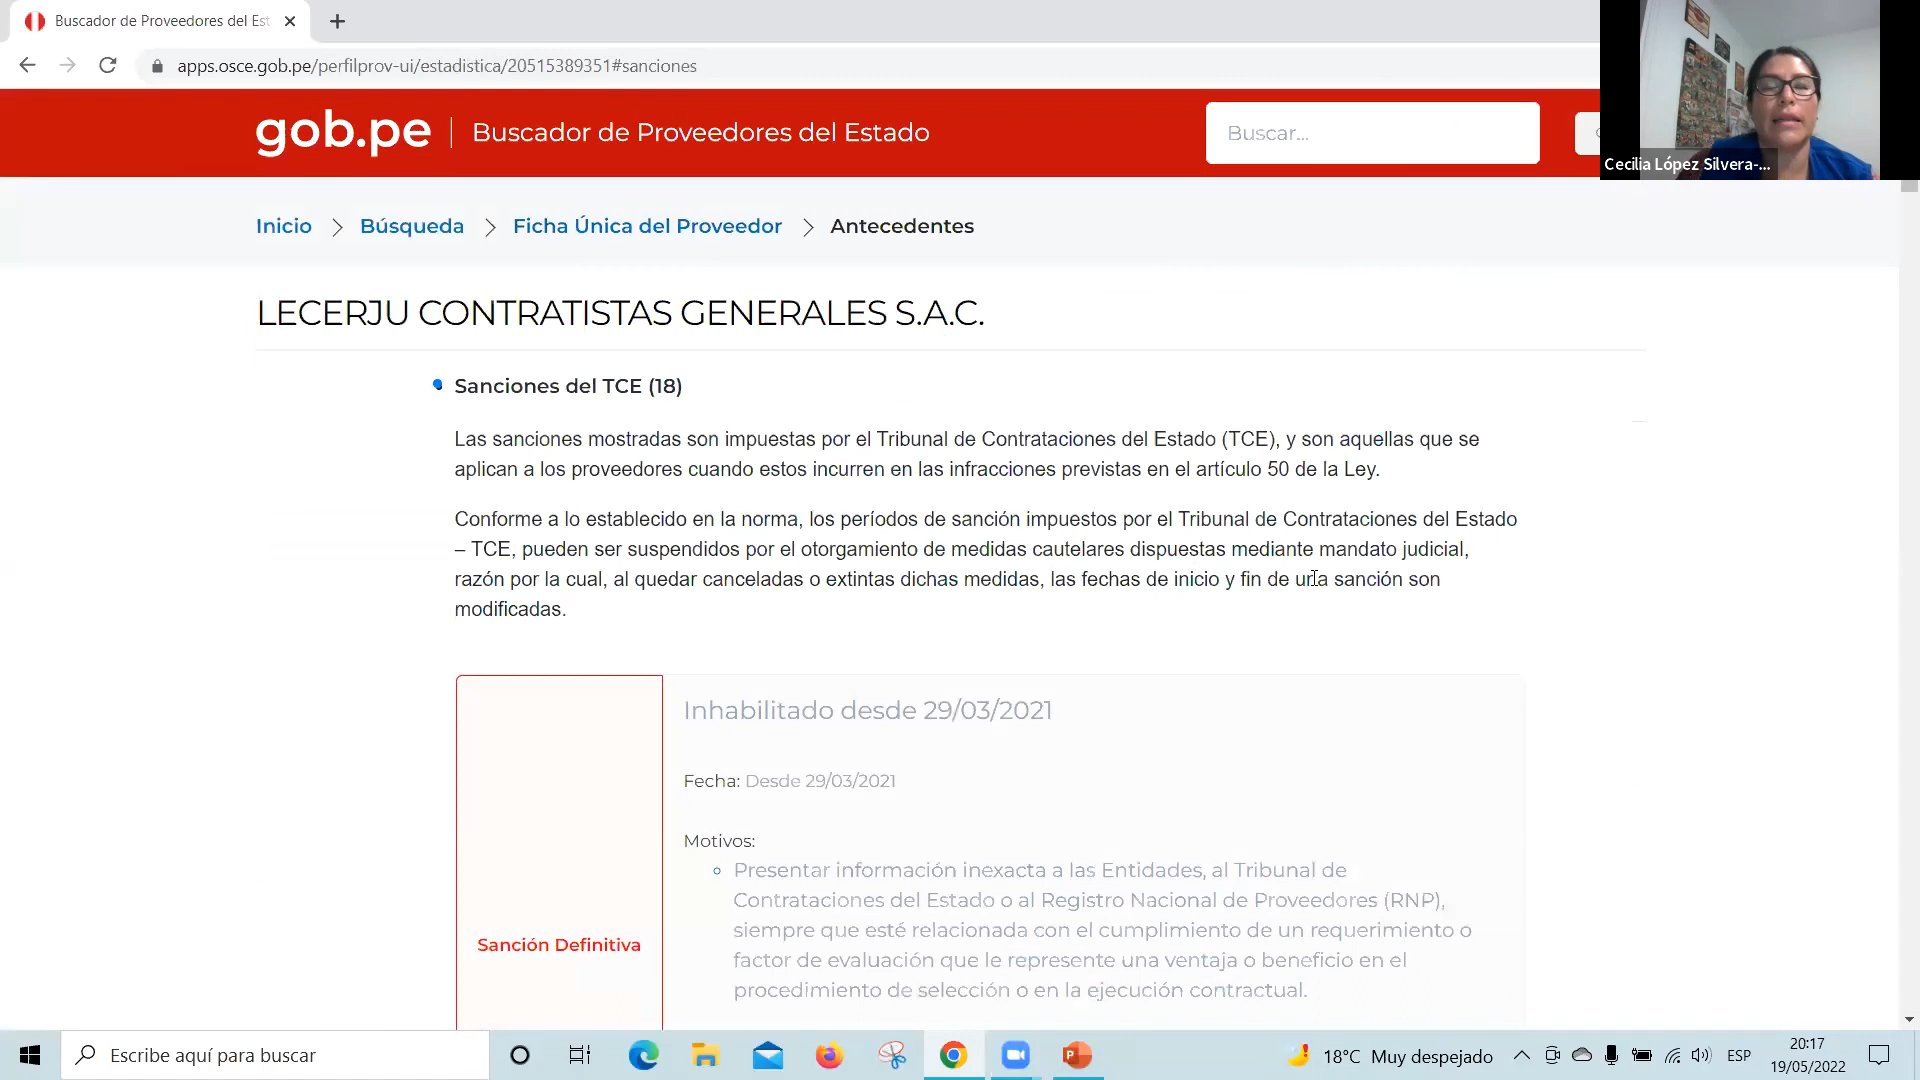 Buscador de Proveedores del Est
apps.osce.gob.pe/perfilprov-ui/estadistica/20515389351#sanciones
gob.pe
Buscador de Proveedores del Estado
Buscar...
Cecilia López Silvera-...
Inicio > Búsqueda > Ficha Única del Proveedor > Antecedentes
LECERJU CONTRATISTAS GENERALES S.A.C.
Sanciones del TCE (18)
Las sanciones mostradas son impuestas por el Tribunal de Contrataciones del Estado (TCE), y son aquellas que se
aplican a los proveedores cuando estos incurren en las infracciones previstas en el artículo 50 de la Ley.
Conforme a lo establecido en la norma, los períodos de sanción impuestos por el Tribunal de Contrataciones del Estado
– TCE, pueden ser suspendidos por el otorgamiento de medidas cautelares dispuestas mediante mandato judicial,
razón por la cual, al quedar canceladas o extintas dichas medidas, las fechas de inicio y fin de una sanción son
modificadas.
Inhabilitado desde 29/03/2021
Fecha: Desde 29/03/2021
Motivos:
Presentar información inexacta a las Entidades, al Tribunal de
Contrataciones del Estado o al Registro Nacional de Proveedores (RNP),
siempre que esté relacionada con el cumplimiento de un requerimiento o
factor de evaluación que le represente una ventaja o beneficio en el
procedimiento de selección o en la ejecución contractual.
Sanción Definitiva
Escribe aquí para buscar
18°C Muy despejado
ESP
20:17
19/05/2022